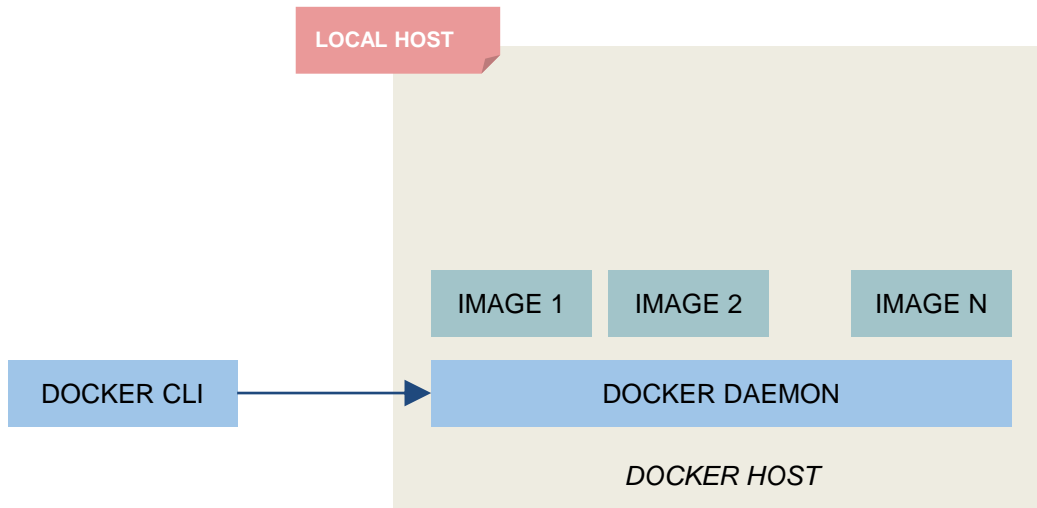 LOCAL HOST
IMAGE 1
IMAGE 2
IMAGE N
DOCKER CLI
DOCKER DAEMON
DOCKER HOST